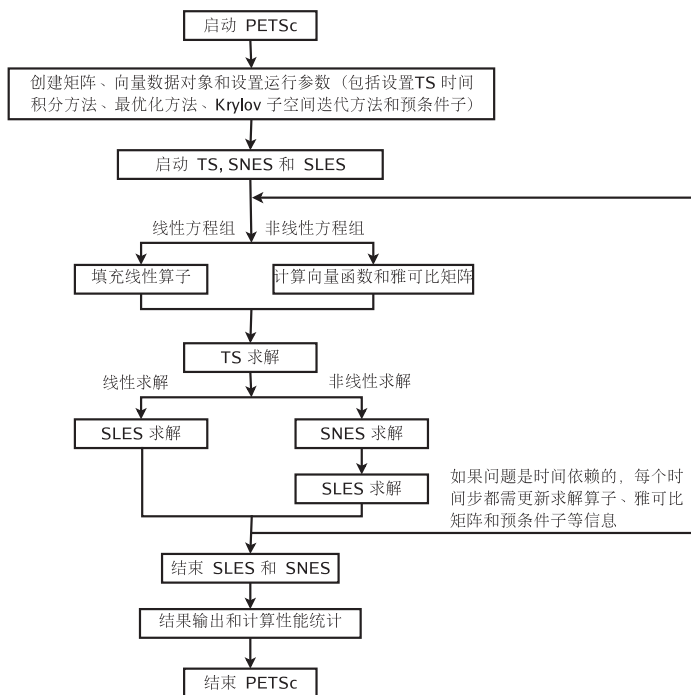 启动 PETSc
创建矩阵、向量数据对象和设置运行参数（包括设置TS 时间
积分方法、最优化方法、Krylov 子空间迭代方法和预条件子）
启动 TS, SNES 和 SLES
线性方程组
非线性方程组
填充线性算子
计算向量函数和雅可比矩阵
TS 求解
线性求解
非线性求解
SLES 求解
SNES 求解
SLES 求解
如果问题是时间依赖的, 每个时
间步都需更新求解算子、雅可比
矩阵和预条件子等信息
结束 SLES 和 SNES
结果输出和计算性能统计
结束 PETSc